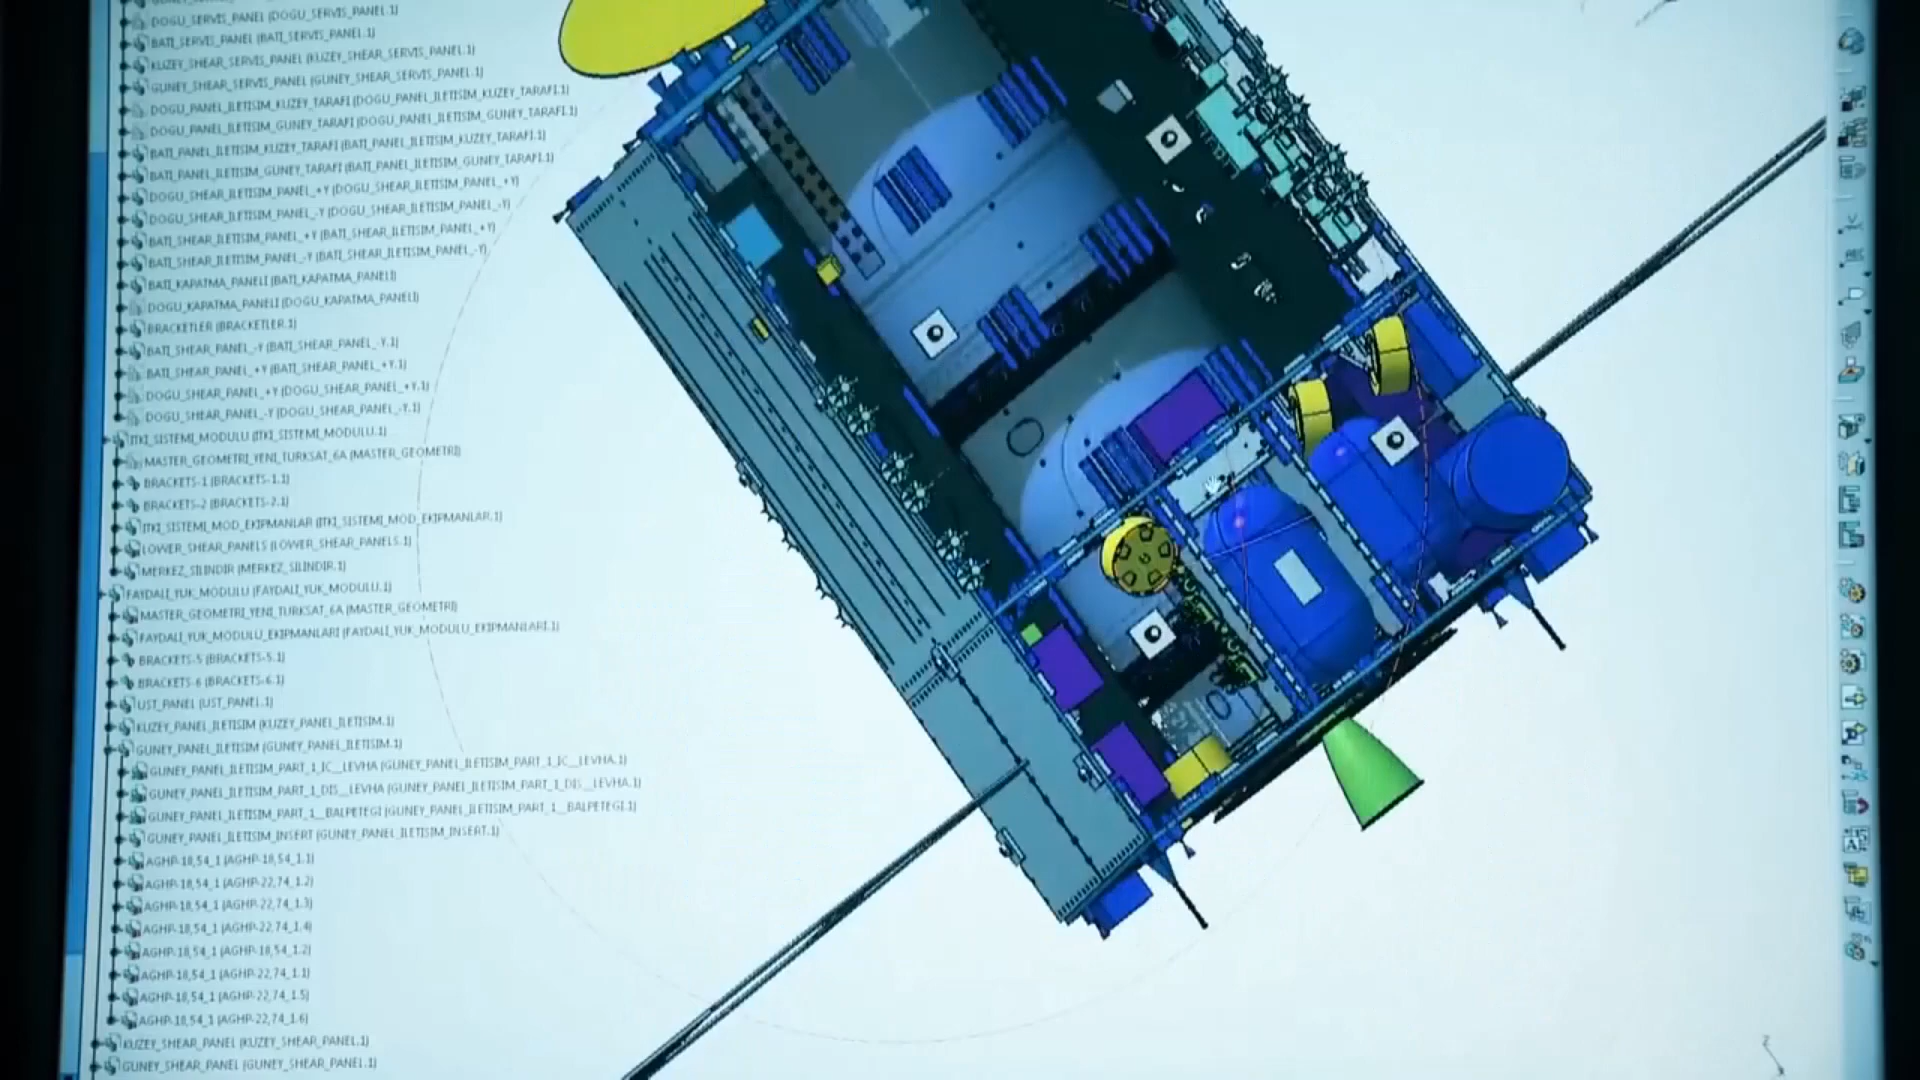 DOGU_SERVIS_PANEL (DOGU_SERVIS_PANEL.1)
BATI_SERVIS_PANEL (BATI_SERVIS_PANEL.1)
KUZEY_SHEAR_SERVIS_PANEL (KUZEY_SHEAR_SERVIS_PANEL.1)
GUNEY_SHEAR_SERVIS_PANEL (GUNEY_SHEAR_SERVIS_PANEL.1)
DOGU_PANEL_ILETISIM_KUZEY_TARAFI (DOGU_PANEL_ILETISIM_KUZEY_TARAFI.1)
DOGU_PANEL_ILETISIM_GUNEY_TARAFI (DOGU_PANEL_ILETISIM_GUNEY_TARAFI.1)
BATI_PANEL_ILETISIM_KUZEY_TARAFI (BATI_PANEL_ILETISIM_KUZEY_TARAFI.1)
BATI_PANEL_ILETISIM_GUNEY_TARAFI (BATI_PANEL_ILETISIM_GUNEY_TARAFI.1)
DOGU_SHEAR_ILETISIM_PANEL_+Y (DOGU_SHEAR_ILETISIM_PANEL_+Y)
DOGU_SHEAR_ILETISIM_PANEL_-Y (DOGU_SHEAR_ILETISIM_PANEL_-Y)
BATI_SHEAR_ILETISIM_PANEL_+Y (BATI_SHEAR_ILETISIM_PANEL_+Y)
BATI_SHEAR_ILETISIM_PANEL_-Y (BATI_SHEAR_ILETISIM_PANEL_-Y)
BATI_KAPATMA_PANELI (BATI_KAPATMA_PANELI)
DOGU_KAPATMA_PANELI (DOGU_KAPATMA_PANELI)
BRACKETLER (BRACKETLER.1)
BATI_SHEAR_PANEL_-Y (BATI_SHEAR_PANEL_-Y.1)
BATI_SHEAR_PANEL_+Y (BATI_SHEAR_PANEL_+Y.1)
DOGU_SHEAR_PANEL_+Y (DOGU_SHEAR_PANEL_+Y.1)
DOGU_SHEAR_PANEL_-Y (DOGU_SHEAR_PANEL_-Y.1)
ITKI_SISTEMI_MODULU (ITKI_SISTEMI_MODULU.1)
MASTER_GEOMETRI_YENI_TURKSAT_6A (MASTER_GEOMETRI)
BRACKETS-1 (BRACKETS-1.1)
BRACKETS-2 (BRACKETS-2.1)
ITKI_SISTEMI_MOD_EKIPMANLAR (ITKI_SISTEMI_MOD_EKIPMANLAR.1)
LOWER_SHEAR_PANELS (LOWER_SHEAR_PANELS.1)
MERKEZ_SILINDIR (MERKEZ_SILINDIR.1)
FAYDALI_YUK_MODULU (FAYDALI_YUK_MODULU.1)
MASTER_GEOMETRI_YENI_TURKSAT_6A (MASTER_GEOMETRI)
FAYDALI_YUK_MODULU_EKIPMANLARI (FAYDALI_YUK_MODULU_EKIPMANLARI.1)
BRACKETS-5 (BRACKETS-5.1)
BRACKETS-6 (BRACKETS-6.1)
UST_PANEL (UST_PANEL.1)
KUZEY_PANEL_ILETISIM (KUZEY_PANEL_ILETISIM.1)
GUNEY_PANEL_ILETISIM (GUNEY_PANEL_ILETISIM.1)
GUNEY_PANEL_ILETISIM_PART_1_IC__LEVHA (GUNEY_PANEL_ILETISIM_PART_1_IC__LEVHA.1)
GUNEY_PANEL_ILETISIM_PART_1_DIS__LEVHA (GUNEY_PANEL_ILETISIM_PART_1_DIS__LEVHA.1)
GUNEY_PANEL_ILETISIM_PART_1__BALPETEGI (GUNEY_PANEL_ILETISIM_PART_1__BALPETEGI.1)
GUNEY_PANEL_ILETISIM_INSERT (GUNEY_PANEL_ILETISIM_INSERT.1)
AGHP-18,54_1 (AGHP-18,54_1.1)
AGHP-18,54_1 (AGHP-22,74_1.2)
AGHP-18,54_1 (AGHP-22,74_1.3)
AGHP-18,54_1 (AGHP-22,74_1.4)
AGHP-18,54_1 (AGHP-18,54_1.2)
AGHP-18,54_1 (AGHP-22,74_1.1)
AGHP-18,54_1 (AGHP-22,74_1.5)
AGHP-18,54_1 (AGHP-22,74_1.6)
KUZEY_SHEAR_PANEL (KUZEY_SHEAR_PANEL.1)
GUNEY_SHEAR_PANEL (GUNEY_SHEAR_PANEL.1)